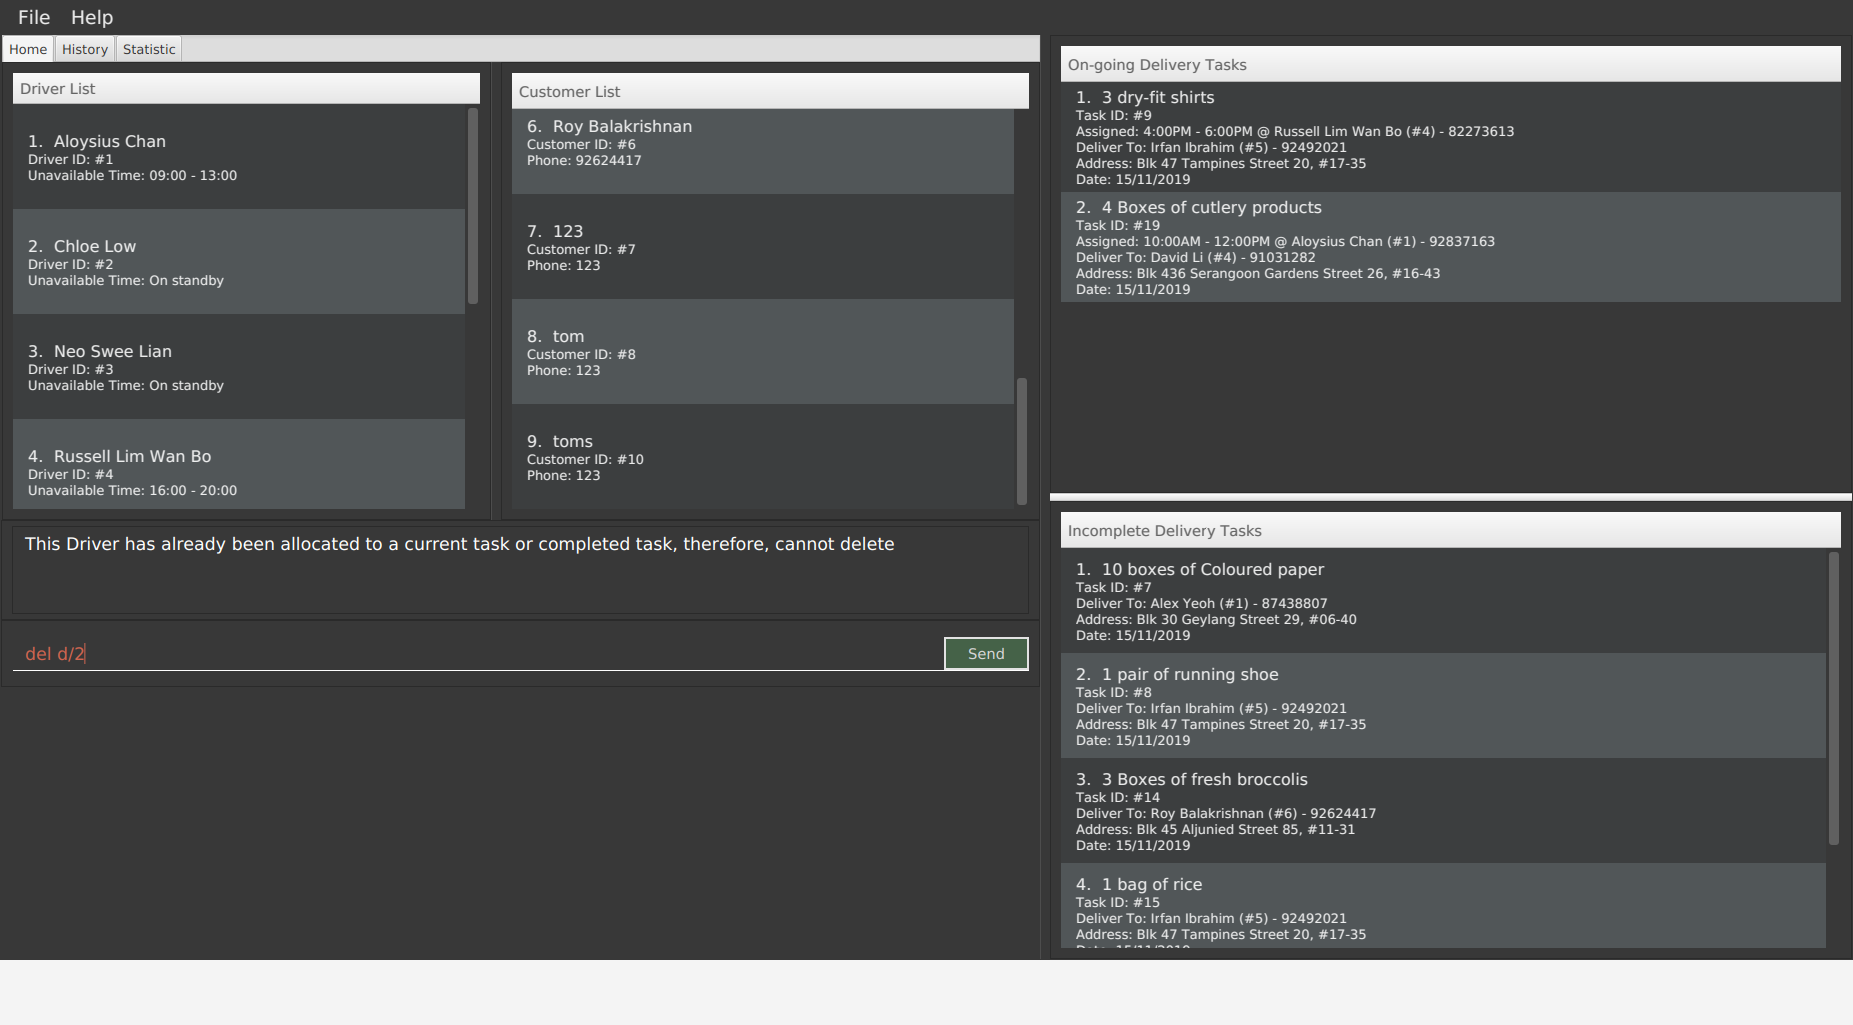 File Help
Home History Statistic
Driver List
1. Aloysius Chan
Driver ID: #1
Unavailable Time: 09:00 - 13:00
2. Chloe Low
Driver ID: #2
Unavailable Time: On standby
3. Neo Swee Lian
Driver ID: #3
Unavailable Time: On standby
4. Russell Lim Wan Bo
Driver ID: #4
Unavailable Time: 16:00 - 20:00
Customer List
6. Roy Balakrishnan
Customer ID: #6
Phone: 92624417
7. 123
Customer ID: #7
Phone: 123
8. tom
Customer ID: #8
Phone: 123
9. toms
Customer ID: #10
Phone: 123
This Driver has already been allocated to a current task or completed task, therefore, cannot delete
del d/2
Send
On-going Delivery Tasks
1. 3 dry-fit shirts
Task ID: #9
Assigned: 4:00PM - 6:00PM @ Russell Lim Wan Bo (#4) - 82273613
Deliver To: Irfan Ibrahim (#5) - 92492021
Address: Blk 47 Tampines Street 20, #17-35
Date: 15/11/2019
2. 4 Boxes of cutlery products
Task ID: #19
Assigned: 10:00AM - 12:00PM @ Aloysius Chan (#1) - 92837163
Deliver To: David Li (#4) - 91031282
Address: Blk 436 Serangoon Gardens Street 26, #16-43
Date: 15/11/2019
Incomplete Delivery Tasks
1. 10 boxes of Coloured paper
Task ID: #7
Deliver To: Alex Yeoh (#1) - 87438807
Address: Blk 30 Geylang Street 29, #06-40
Date: 15/11/2019
2. 1 pair of running shoe
Task ID: #8
Deliver To: Irfan Ibrahim (#5) - 92492021
Address: Blk 47 Tampines Street 20, #17-35
Date: 15/11/2019
3. 3 Boxes of fresh broccolis
Task ID: #14
Deliver To: Roy Balakrishnan (#6) - 92624417
Address: Blk 45 Aljunied Street 85, #11-31
Date: 15/11/2019
4. 1 bag of rice
Task ID: #15
Deliver To: Irfan Ibrahim (#5) - 92492021
Address: Blk 47 Tampines Street 20, #17-35